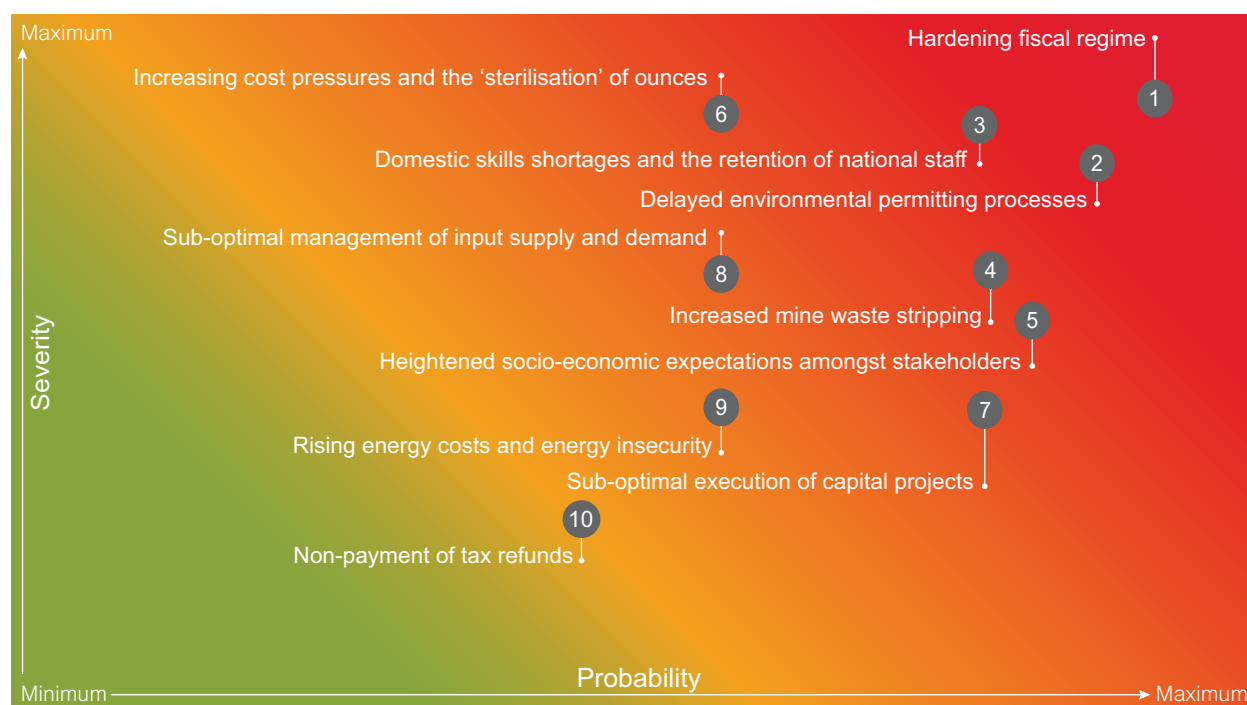 Maximum
Hardening fiscal regime
1
Increasing cost pressures and the ‘sterilisation’ of ounces
6
3
Domestic skills shortages and the retention of national staff
2
Delayed environmental permitting processes
Sub-optimal management of input supply and demand
8
4
Increased mine waste stripping
5
Heightened socio-economic expectations amongst stakeholders
Severity
9
7
Rising energy costs and energy insecurity
Sub-optimal execution of capital projects
10
Non-payment of tax refunds
Probability
Minimum
Maximum